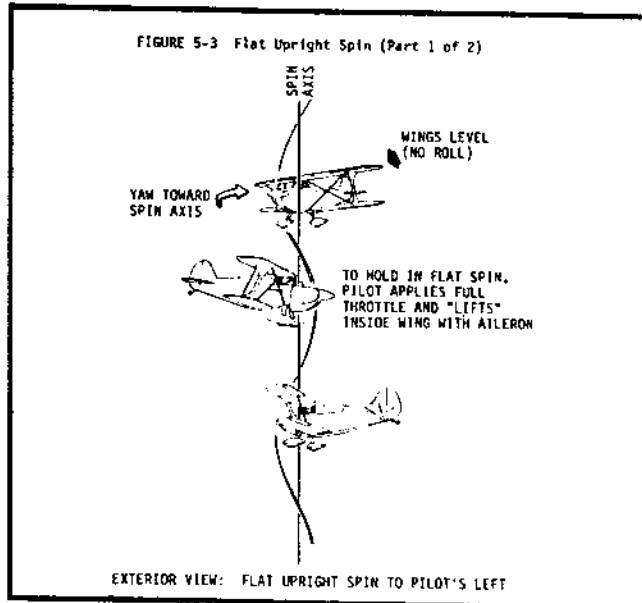 FIGURE 5-3 Flat Upright Spin (Part 1 of 2)
SPIN
AXIS
WINGS LEVEL
(NO ROLL)
YAW TOWARD
SPIN AXIS
TO HOLD IN FLAT SPIN,
PILOT APPLIES FULL
THROTTLE AND "LIFTS"
INSIDE WING WITH AILERON
EXTERIOR VIEW: FLAT UPRIGHT SPIN TO PILOT'S LEFT